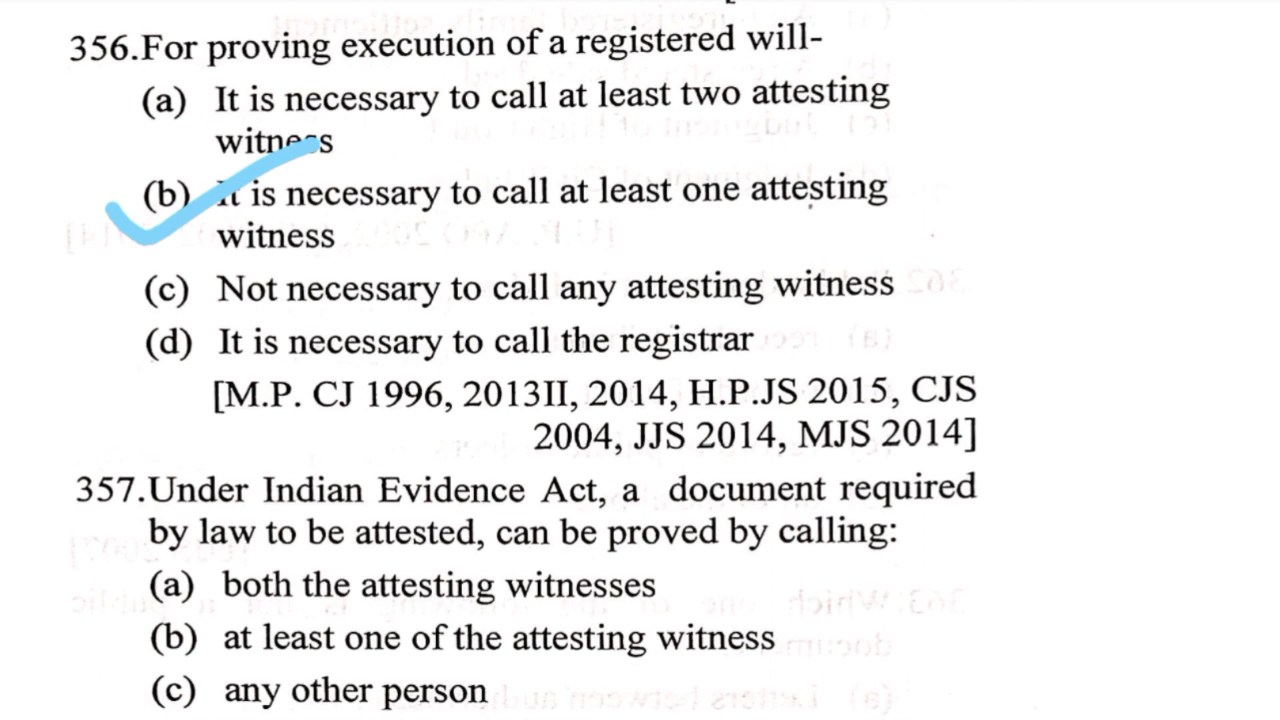 356.For proving execution of a registered will-
(a) It is necessary to call at least two attesting
witness
(b) It is necessary to call at least one attesting
witness
(c) Not necessary to call any attesting witness
(d) It is necessary to call the registrar
[M.P. CJ 1996, 2013II, 2014, H.P.JS 2015, CJS
2004, JJS 2014, MJS 2014]
357.Under Indian Evidence Act, a document required
by law to be attested, can be proved by calling:
(a) both the attesting witnesses
(b) at least one of the attesting witness
(c) any other person